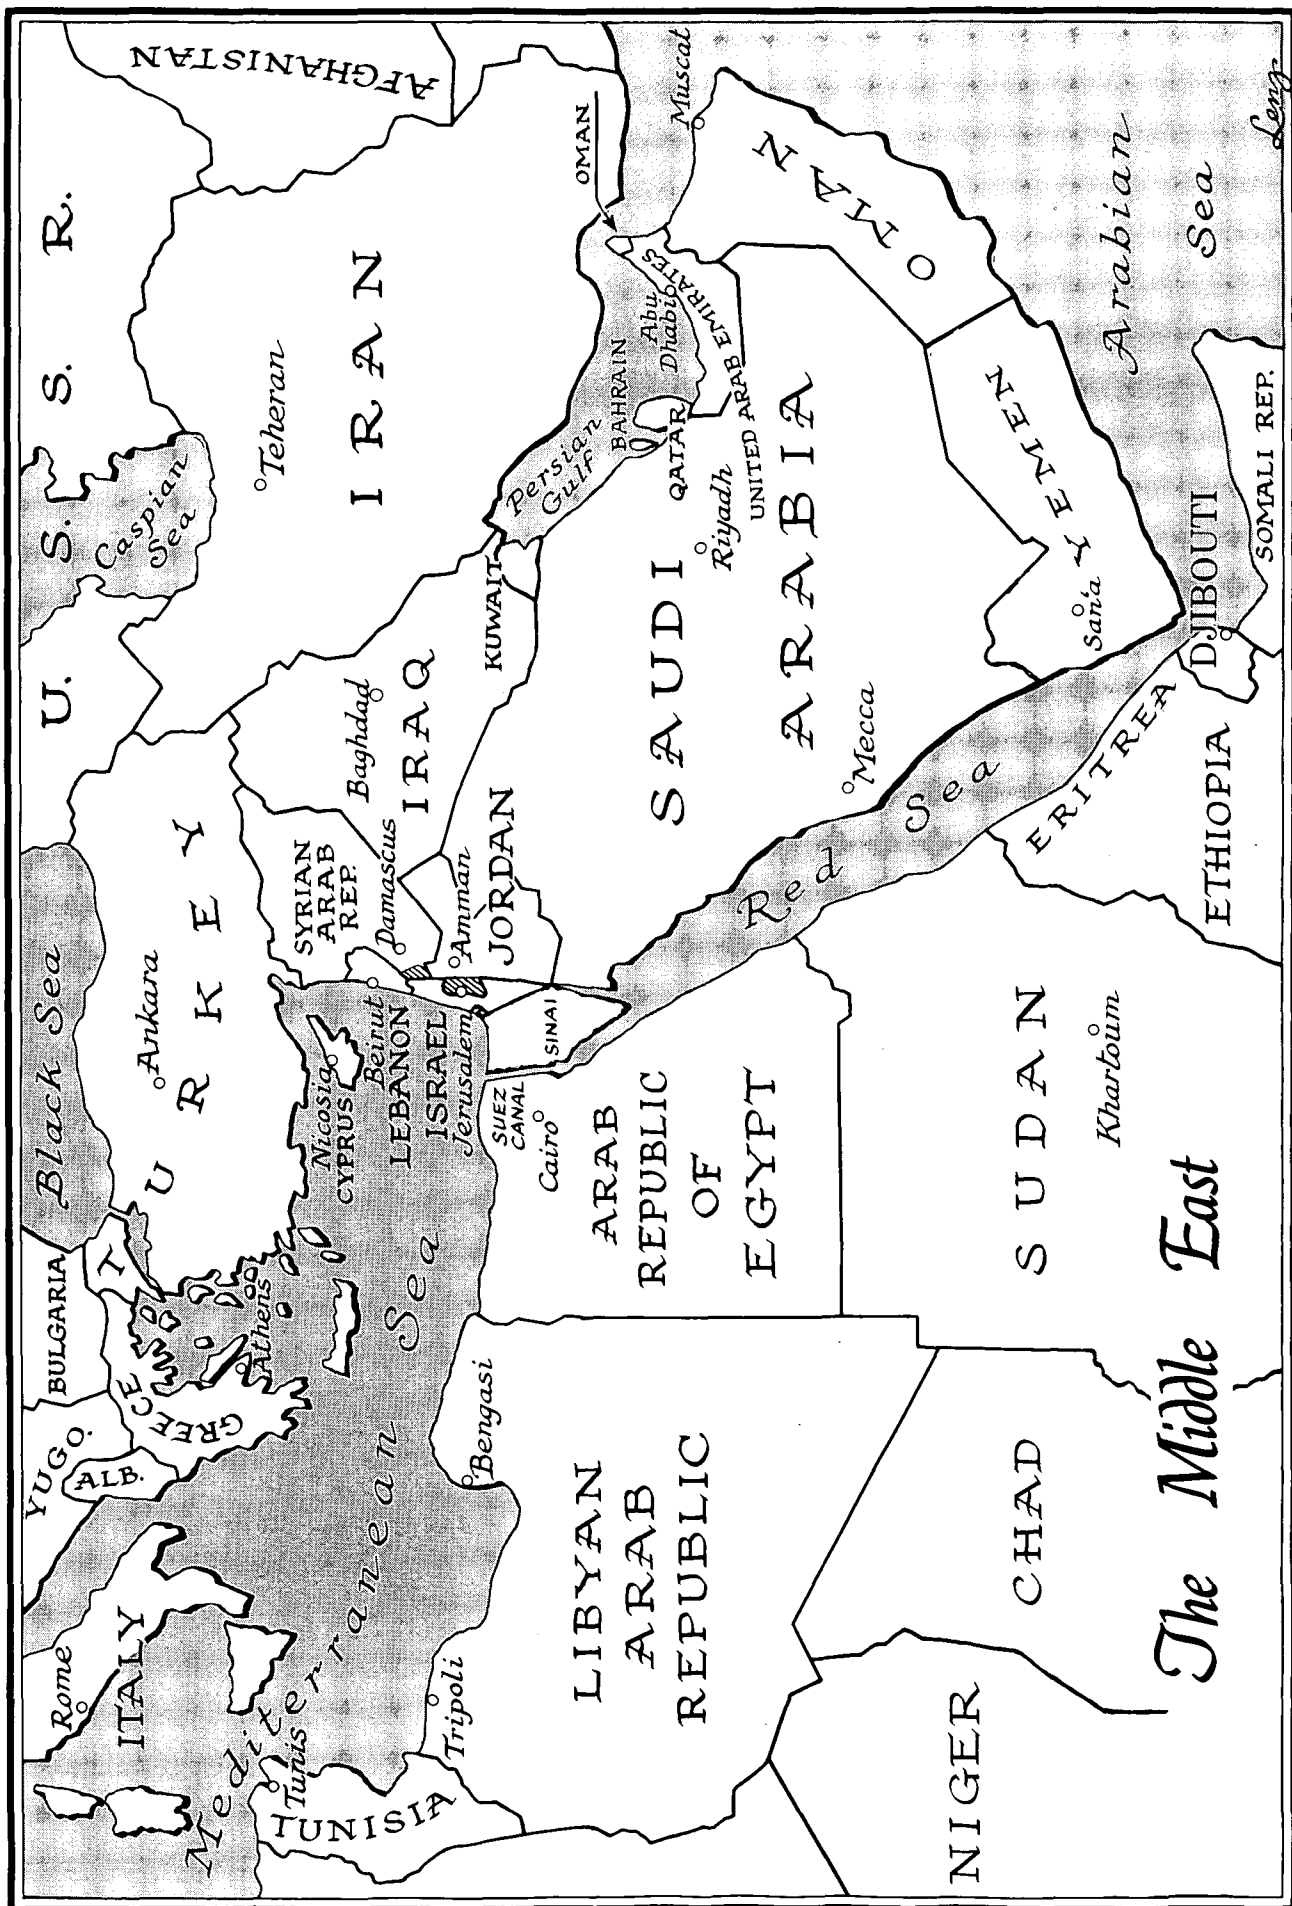 The Middle East
YUGO.
BULGARIA
ALB.
GREECE
Athens
Rome
ITALY
Mediterranean Sea
Tunis
TUNISIA
Tripoli
Bengasi
LIBYAN
ARAB
REPUBLIC
NIGER
CHAD
Black Sea
U. S. S. R.
Caspian
Sea
TURKEY
Ankara
Nicosia
CYPRUS
Beirut
LEBANON
ISRAEL
Jerusalem
SYRIAN
ARAB
REP.
Damascus
Amman
JORDAN
Baghdad
IRAQ
KUWAIT
Teheran
IRAN
AFGHANISTAN
SUEZ
CANAL
Cairo
SINAI
ARAB
REPUBLIC
OF
EGYPT
Red Sea
Persian
Gulf
BAHRAIN
QATAR
Abu
Dhabi
UNITED ARAB EMIRATES
OMAN
Muscat
OMAN
Riyadh
SAUDI
ARABIA
Mecca
YEMEN
San'a
SUDAN
Khartoum
ERITREA
ETHIOPIA
DJIBOUTI
SOMALI REP.
Arabian
Sea
Leng